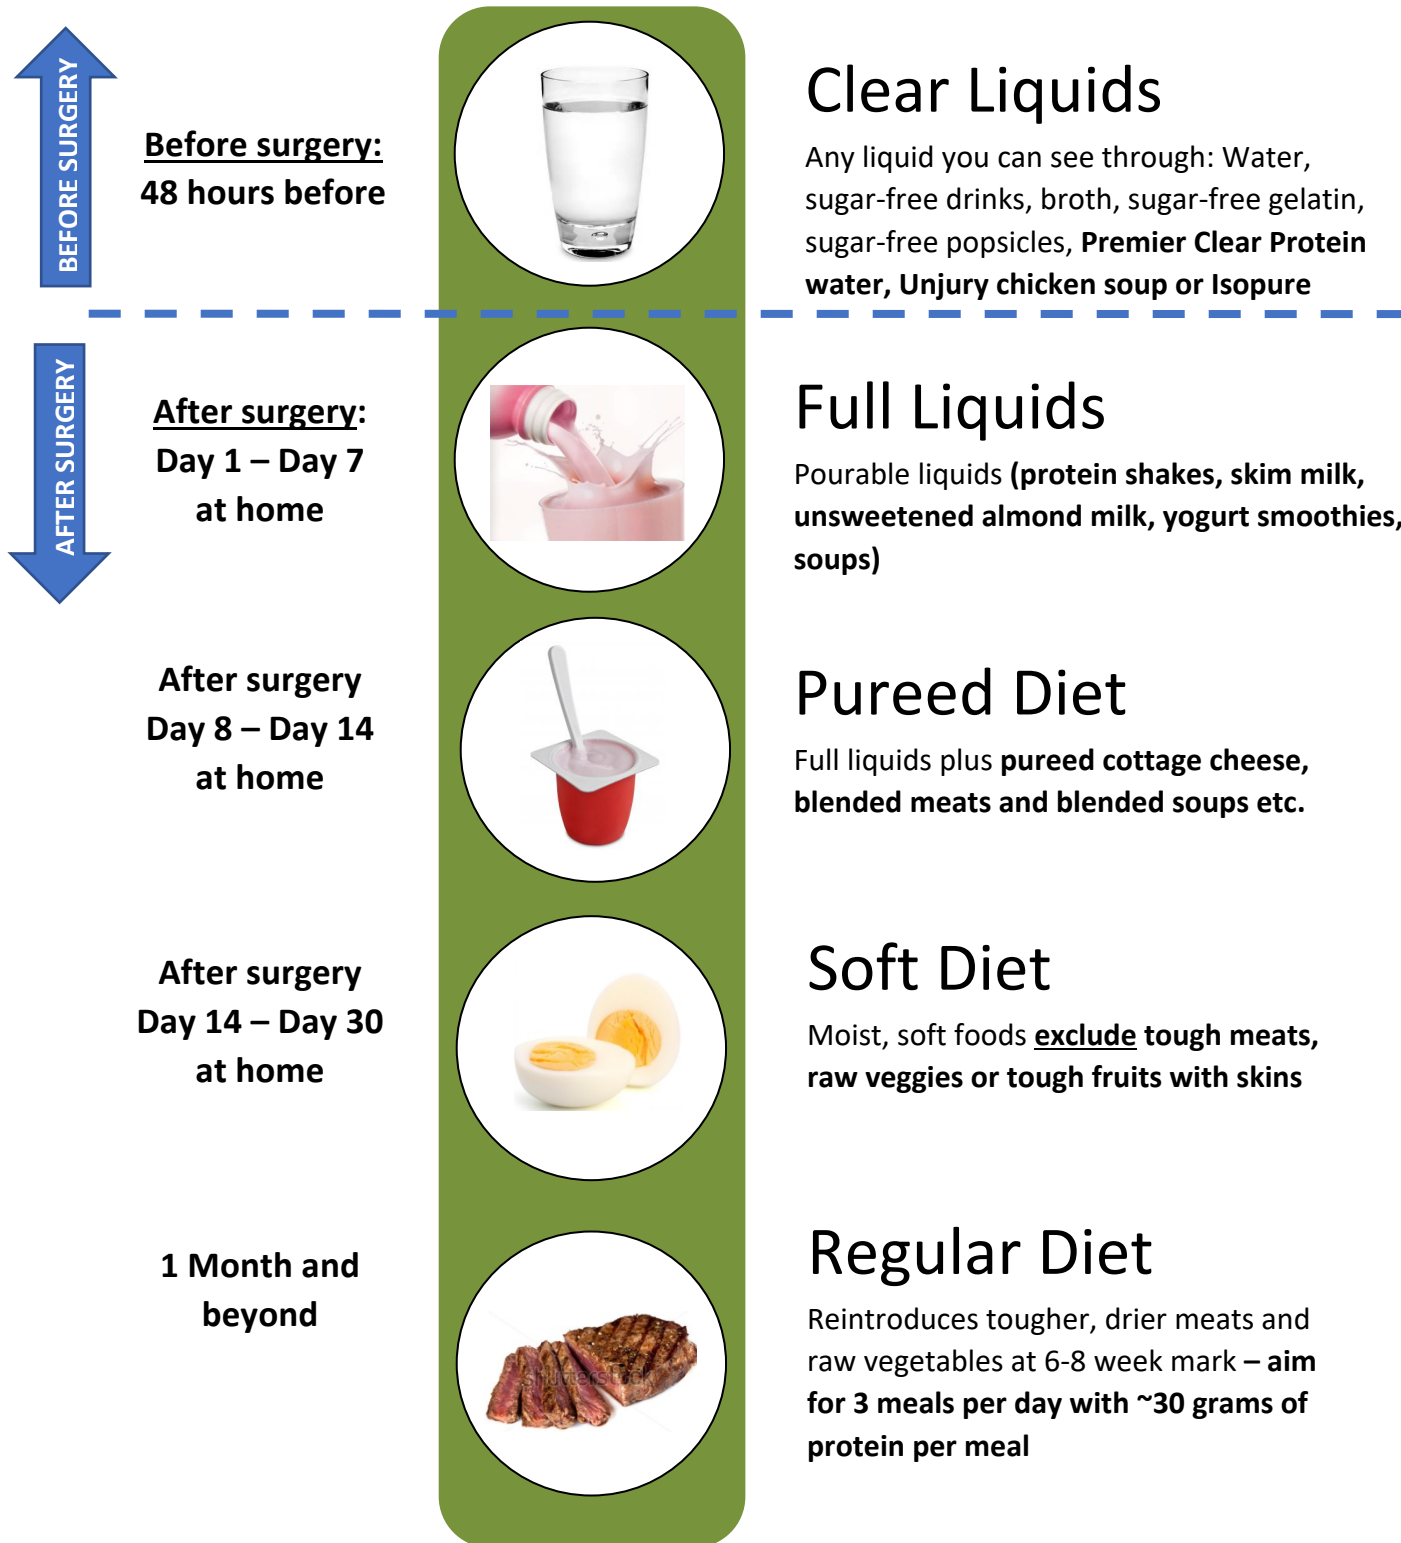 BEFORE SURGERY
Before surgery:
48 hours before
Clear Liquids
Any liquid you can see through: Water,
sugar-free drinks, broth, sugar-free gelatin,
sugar-free popsicles, Premier Clear Protein
water, Unjury chicken soup or Isopure
AFTER SURGERY
After surgery:
Day 1 – Day 7
at home
Full Liquids
Pourable liquids (protein shakes, skim milk,
unsweetened almond milk, yogurt smoothies,
soups)
After surgery
Day 8 – Day 14
at home
Pureed Diet
Full liquids plus pureed cottage cheese,
blended meats and blended soups etc.
After surgery
Day 14 – Day 30
at home
Soft Diet
Moist, soft foods exclude tough meats,
raw veggies or tough fruits with skins
1 Month and
beyond
shutterstock
Regular Diet
Reintroduces tougher, drier meats and
raw vegetables at 6-8 week mark – aim
for 3 meals per day with ~30 grams of
protein per meal